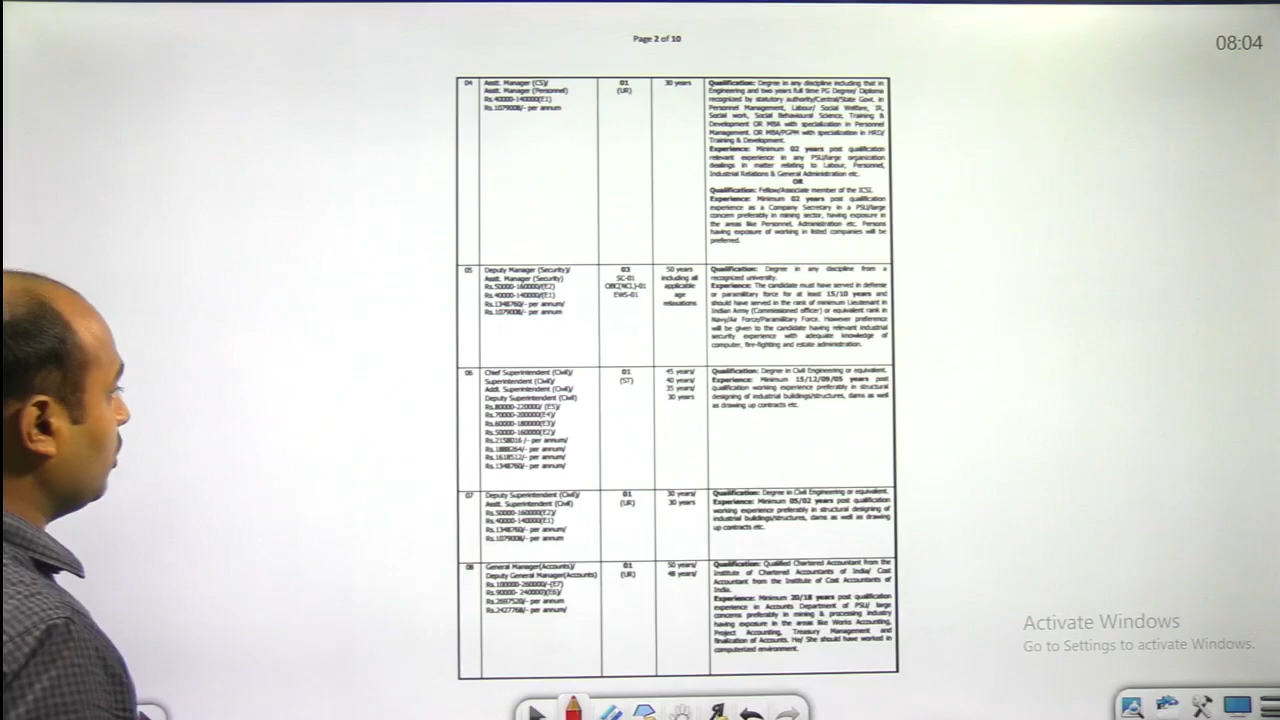 Page 2 of 10
08:04
04
Asstt. Manager (CS)/
Asstt. Manager (Personnel)
Rs.40000-140000(E1)
Rs.1079008/- per annum
01
(UR)
30 years
Qualification: Degree in any discipline including that in
Engineering and two years full time PG Degree/ Diploma
recognized by statutory authority/Central/State Govt. in
Personnel Management, Labour/ Social Welfare, IR,
Social work, Social Behavioural Science, Training &
Development OR MBA with specialization in Personnel
Management. OR MBA/PGPM with specialization in HRD/
Training & Development.
Experience: Minimum 02 years post qualification
relevant experience in any PSU/large organization
dealings in matter relating to Labour, Personnel,
Industrial Relations & General Administration etc.
OR
Qualification: Fellow/Associate member of the ICSI.
Experience: Minimum 02 years post qualification
experience as a Company Secretary in a PSU/large
concern preferably in mining sector, having exposure in
the areas like Personnel, Administration etc. Persons
having exposure of working in listed companies will be
preferred.
05
Deputy Manager (Security)/
Asstt. Manager (Security)
Rs.50000-160000/(E2)
Rs.40000-140000(E1)
Rs.1348760/- per annum/
Rs.1079008/- per annum
03
SC-01
OBC(NCL)-01
EWS-01
50 years
including all
applicable
age
relaxations
Qualification: Degree in any discipline from a
recognized university.
Experience: The candidate must have served in defense
or paramilitary force for at least 15/10 years and
should have served in the rank of minimum Lieutenant in
Indian Army (Commissioned officer) or equivalent rank in
Navy/Air Force/Paramilitary Force. However preference
will be given to the candidate having relevant industrial
security experience with adequate knowledge of
computer, fire-fighting and estate administration.
06
Chief Superintendent (Civil)/
Superintendent (Civil)/
Addl. Superintendent (Civil)/
Deputy Superintendent (Civil)
Rs.80000-220000/ (E5)/
Rs.70000-200000(E4)/
Rs.60000-180000(E3)/
Rs.50000-160000(E2)/
Rs.2158016 /- per annum/
Rs.1888264/- per annum/
Rs.1618512/- per annum/
Rs.1348760/- per annum/
01
(ST)
45 years/
40 years/
35 years/
30 years
Qualification: Degree in Civil Engineering or equivalent.
Experience: Minimum 15/12/09/05 years post
qualification working experience preferably in structural
designing of industrial buildings/structures, dams as well
as drawing up contracts etc.
07
Deputy Superintendent (Civil)/
Asstt. Superintendent (Civil)
Rs.50000-160000(E2)/
Rs.40000-140000(E1)
Rs.1348760/- per annum/
Rs.1079008/- per annum
01
(UR)
30 years/
30 years
Qualification: Degree in Civil Engineering or equivalent.
Experience: Minimum 05/02 years post qualification
working experience preferably in structural designing of
industrial buildings/structures, dams as well as drawing
up contracts etc.
08
General Manager(Accounts)/
Deputy General Manager(Accounts)
Rs.100000-260000/-(E7)
Rs.90000- 240000)(E6)/
Rs.2697520/- per annum
Rs.2427768/- per annum/
01
(UR)
50 years/
48 years/
Qualification: Qualified Chartered Accountant from the
Institute of Chartered Accountants of India/ Cost
Accountant from the Institute of Cost Accountants of
India.
Experience: Minimum 20/18 years post qualification
experience in Accounts Department of PSU/ large
concerns preferably in mining & processing industry
having exposure in the areas like Works Accounting,
Project Accounting, Treasury Management and
finalization of Accounts. He/ She should have worked in
computerized environment.
Activate Windows
Go to Settings to activate Windows.